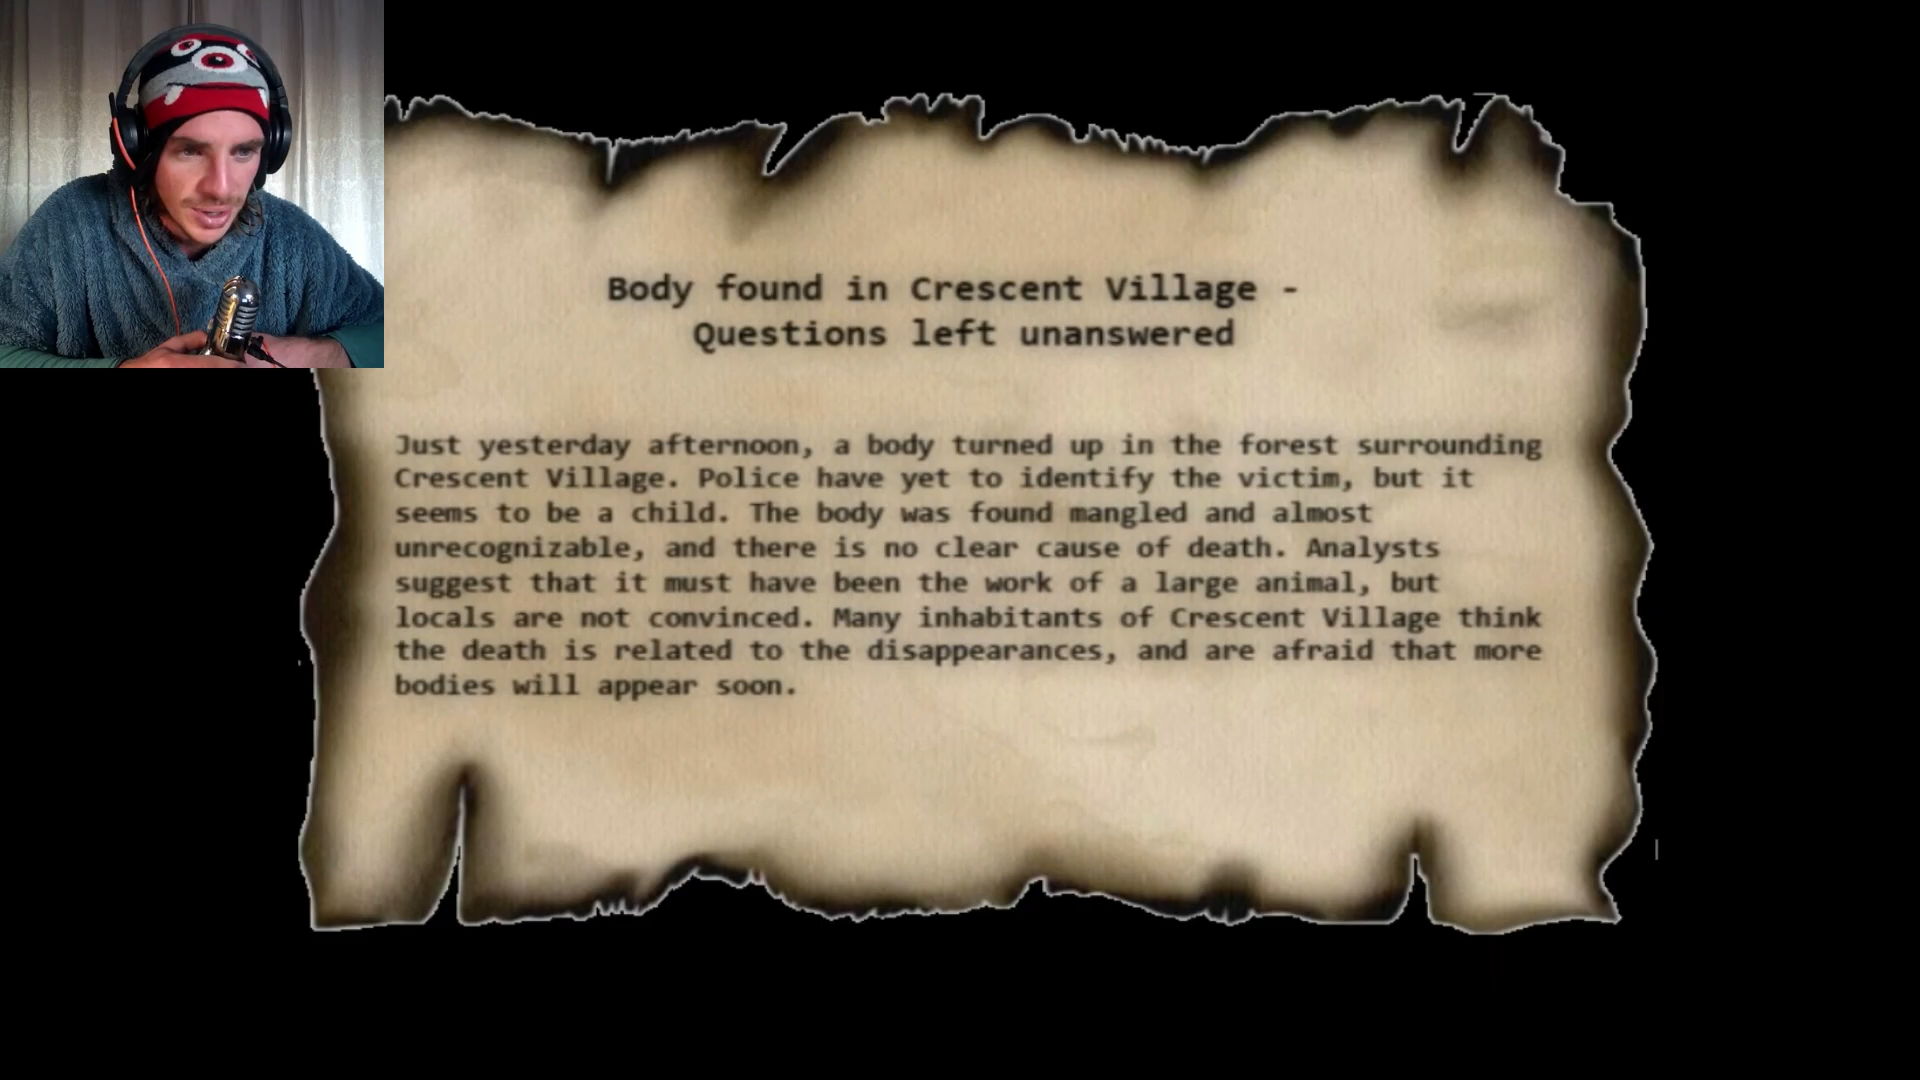 Body found in Crescent Village -
Questions left unanswered
Just yesterday afternoon, a body turned up in the forest surrounding
Crescent Village. Police have yet to identify the victim, but it
seems to be a child. The body was found mangled and almost
unrecognizable, and there is no clear cause of death. Analysts
suggest that it must have been the work of a large animal, but
locals are not convinced. Many inhabitants of Crescent Village think
the death is related to the disappearances, and are afraid that more
bodies will appear soon.